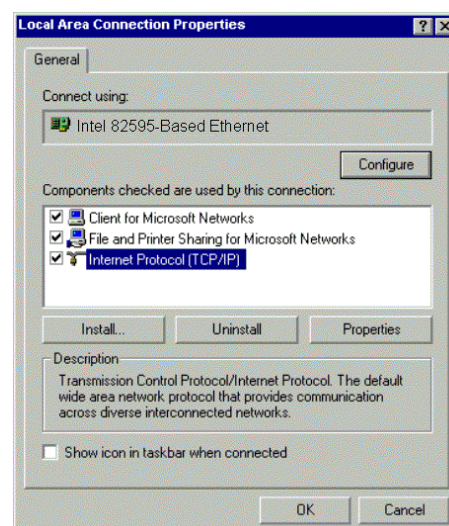 Local Area Connection Properties
General
Connect using:
Intel 82595-Based Ethernet
Configure
Components checked are used by this connection:
Client for Microsoft Networks
File and Printer Sharing for Microsoft Networks
Internet Protocol (TCP/IP)
Install... Uninstall Properties
Description
Transmission Control Protocol/Internet Protocol. The default
wide area network protocol that provides communication
across diverse interconnected networks.
Show icon in taskbar when connected
OK Cancel